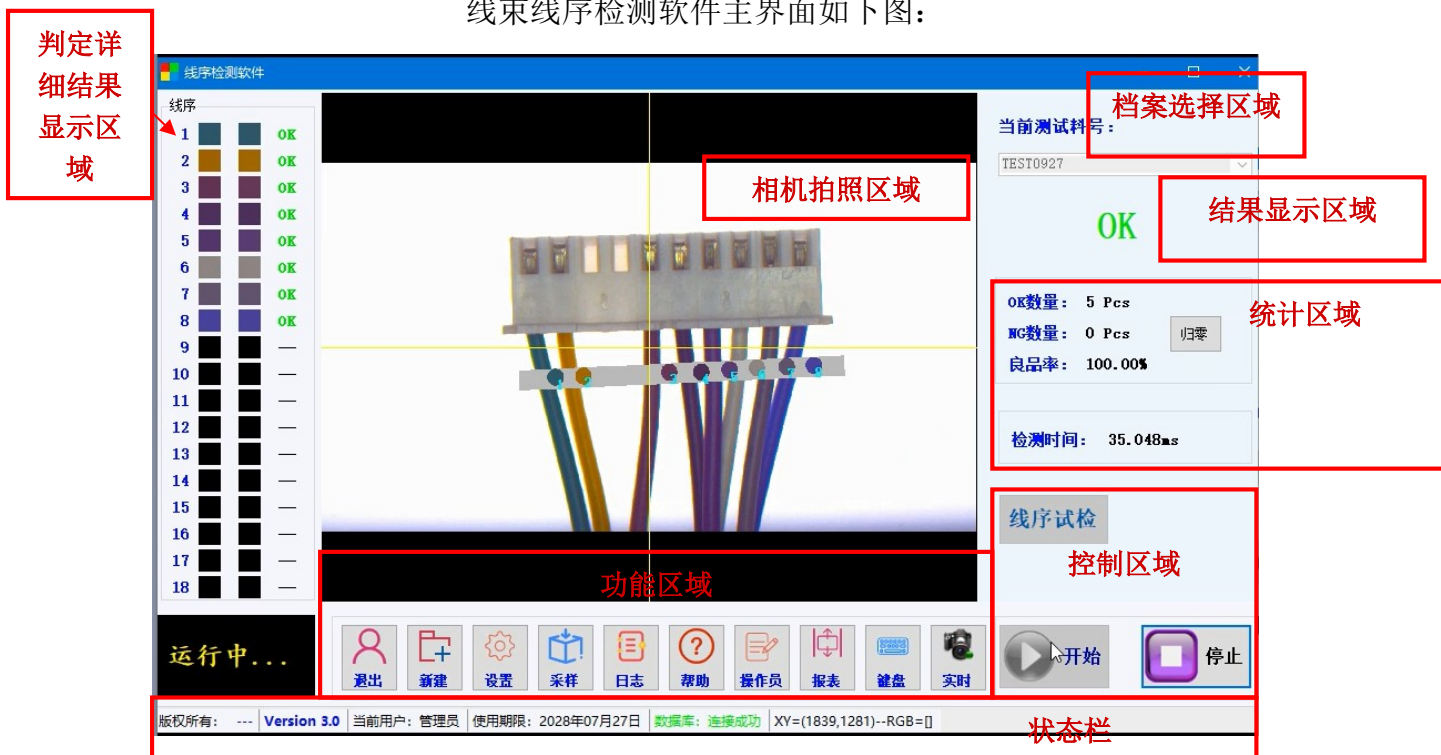 线束线序检测软件主界面如下图：
判定详
细结果
显示区
域
线序检测软件
线序
1 OK
2 OK
3 OK
4 OK
5 OK
6 OK
7 OK
8 OK
9 —
10 —
11 —
12 —
13 —
14 —
15 —
16 —
17 —
18 —
运行中...
相机拍照区域
1 2 3 4 5 6 7 8
档案选择区域
当前测试料号：
TEST0927
结果显示区域
OK
统计区域
OK数量： 5 Pcs
NG数量： 0 Pcs
归零
良品率： 100.00%
检测时间： 35.048ms
线序试检
控制区域
开始
停止
功能区域
退出 新建 设置 采样 日志 帮助 操作员 报表 键盘 实时
版权所有： --- Version 3.0 当前用户：管理员 使用期限：2028年07月27日 数据库：连接成功 XY=(1839,1281)--RGB=[]
状态栏